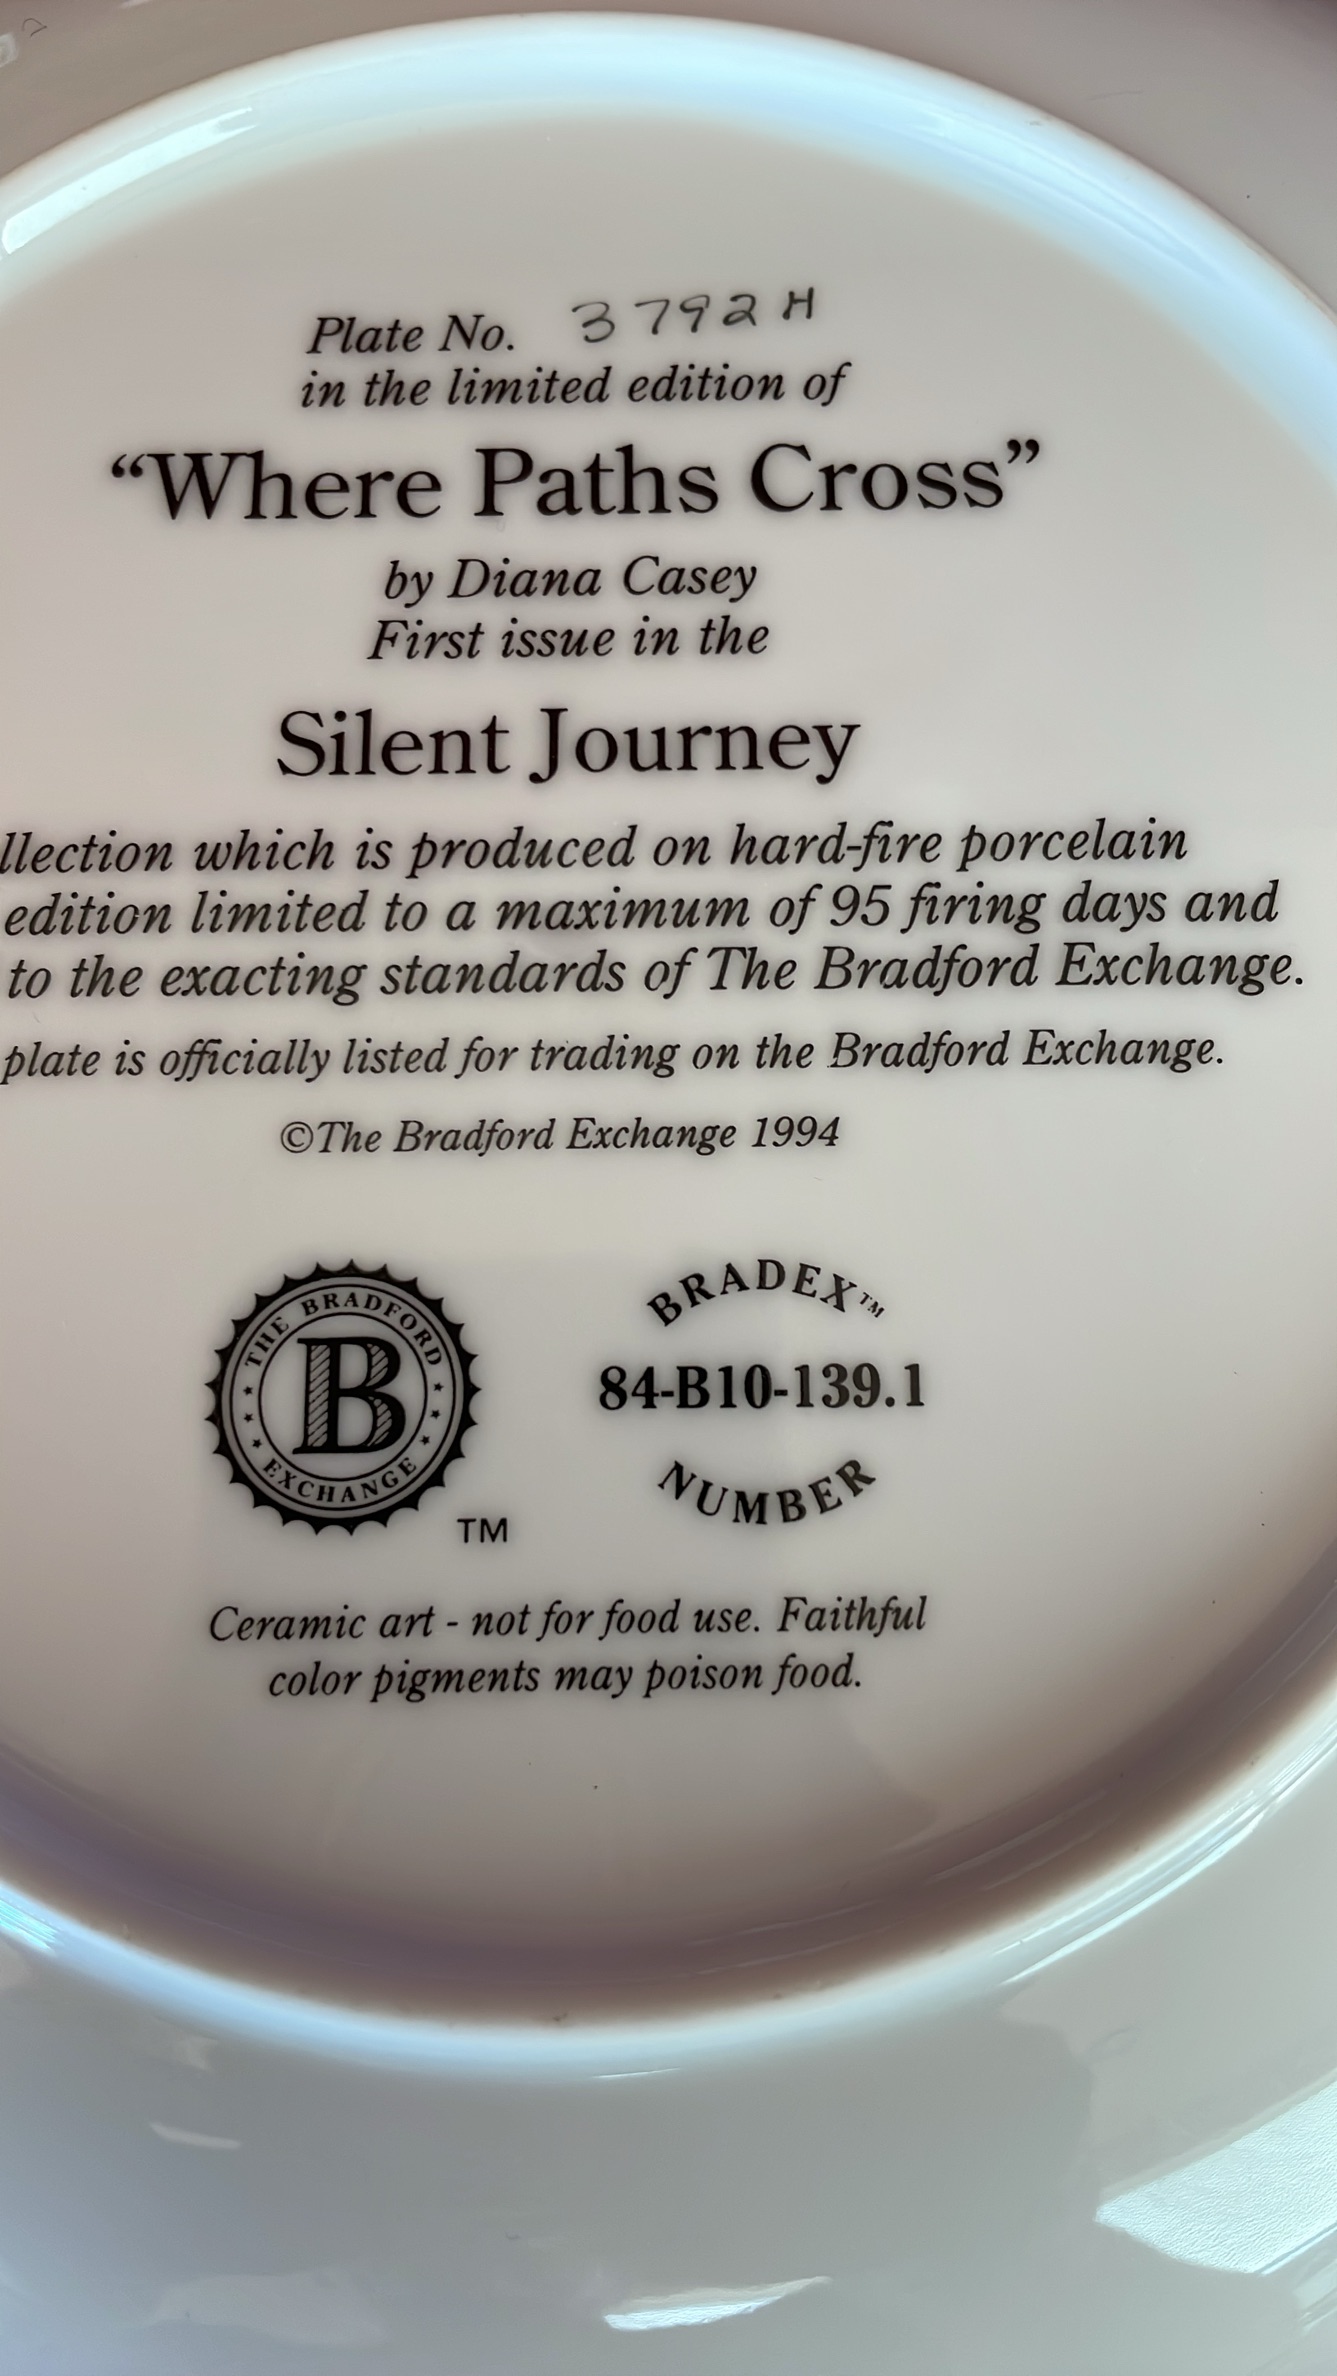 Plate No. 3792H
in the limited edition of
“Where Paths Cross”
by Diana Casey
First issue in the
Silent Journey
llection which is produced on hard-fire porcelain
edition limited to a maximum of 95 firing days and
to the exacting standards of The Bradford Exchange.
plate is officially listed for trading on the Bradford Exchange.
©The Bradford Exchange 1994
THE BRADFORD
B
EXCHANGE
TM
BRADEX™
84-B10-139.1
NUMBER
Ceramic art - not for food use. Faithful
color pigments may poison food.